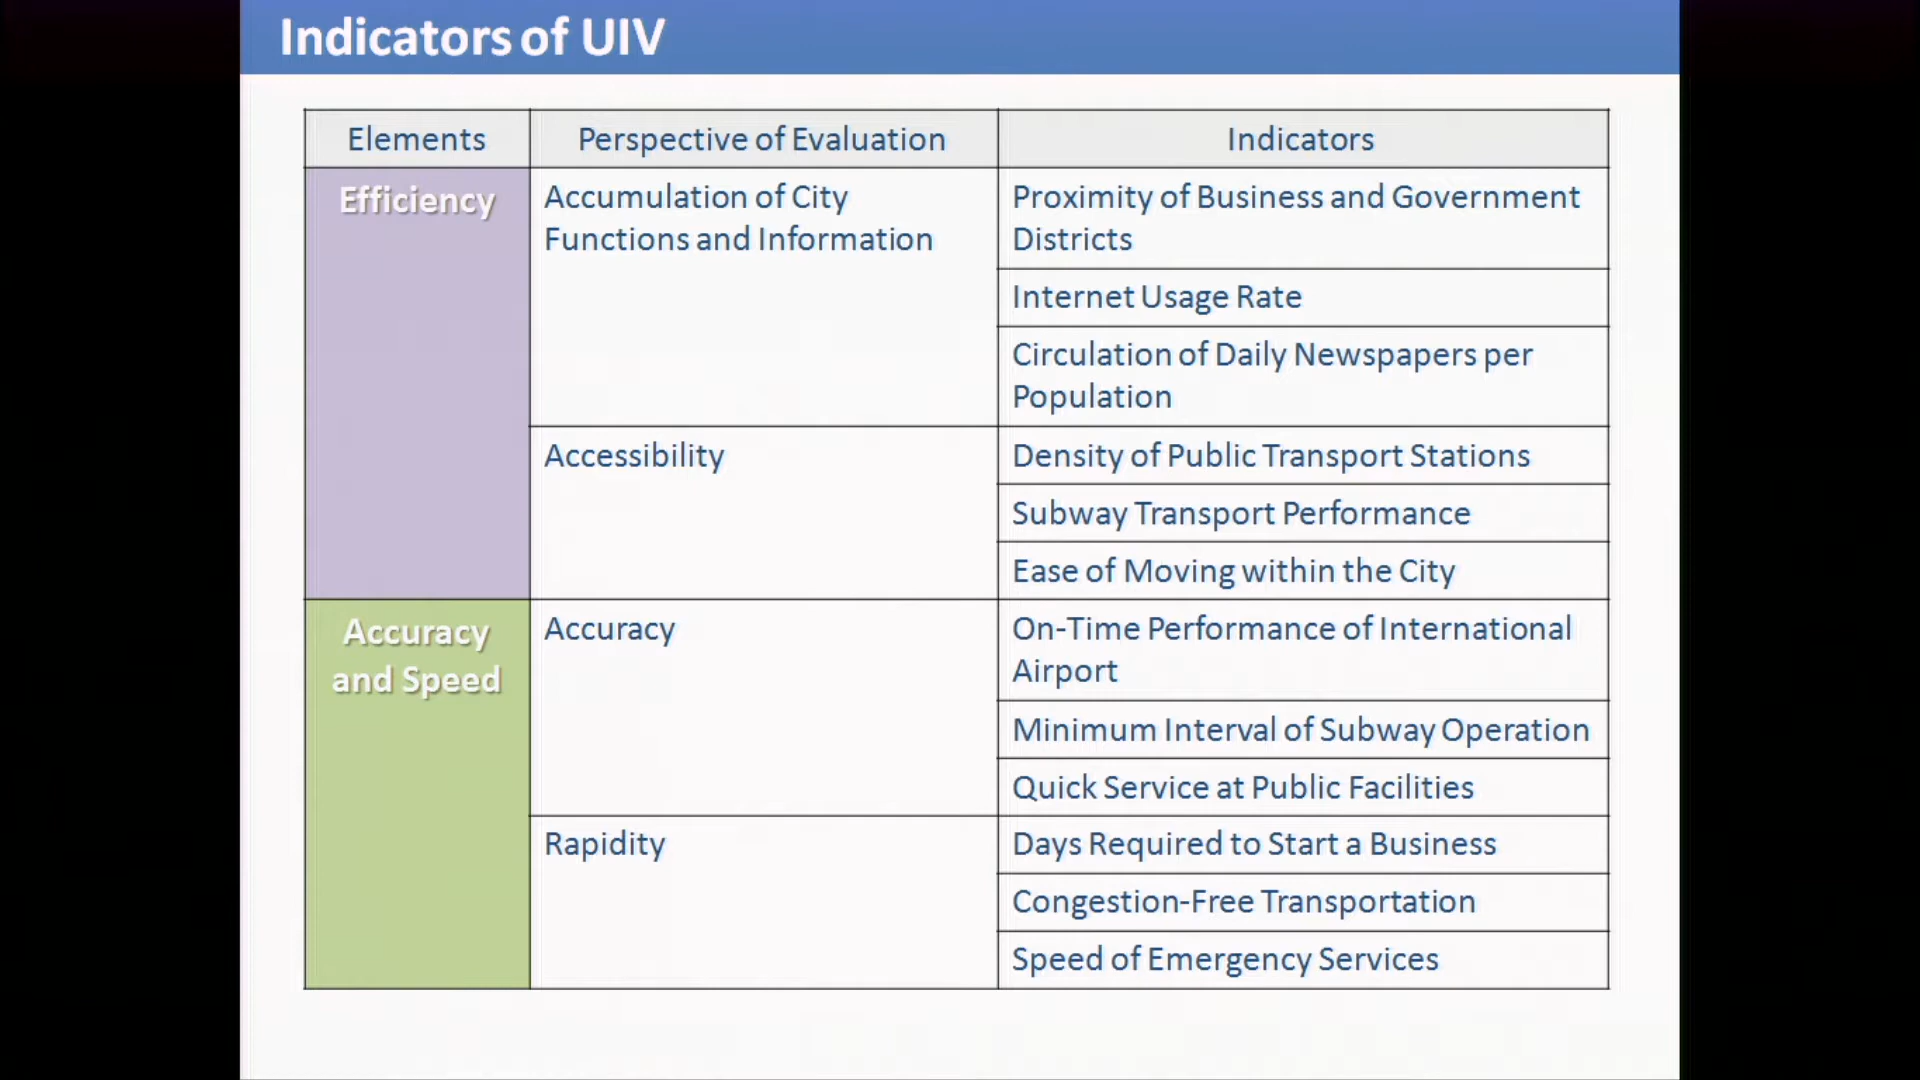 Indicators of UIV
Elements
Perspective of Evaluation
Indicators
Efficiency
Accumulation of City
Functions and Information
Proximity of Business and Government
Districts
Internet Usage Rate
Circulation of Daily Newspapers per
Population
Accessibility
Density of Public Transport Stations
Subway Transport Performance
Ease of Moving within the City
Accuracy
and Speed
Accuracy
On-Time Performance of International
Airport
Minimum Interval of Subway Operation
Quick Service at Public Facilities
Rapidity
Days Required to Start a Business
Congestion-Free Transportation
Speed of Emergency Services